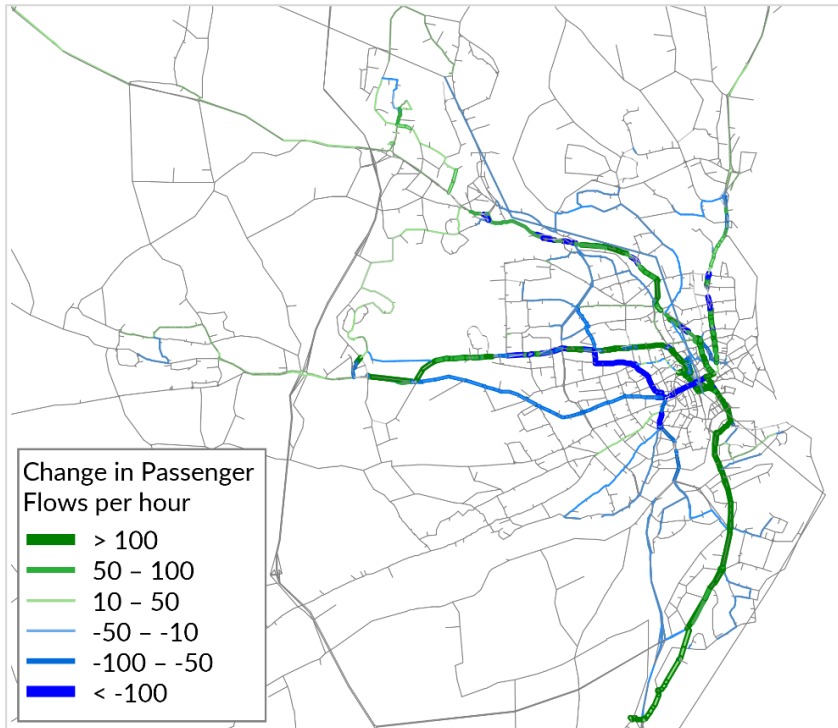 Change in Passenger
Flows per hour
> 100
50 – 100
10 – 50
-50 – -10
-100 – -50
< -100